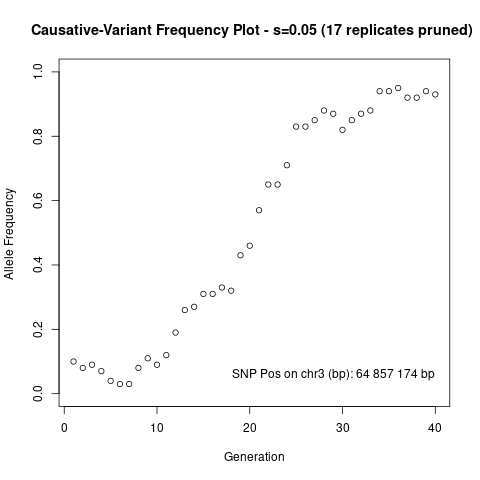 Causative-Variant Frequency Plot - s=0.05 (17 replicates pruned)
1.0
0.8
0.6
0.4
0.2
0.0
Allele Frequency
SNP Pos on chr3 (bp): 64 857 174 bp
0 10 20 30 40
Generation